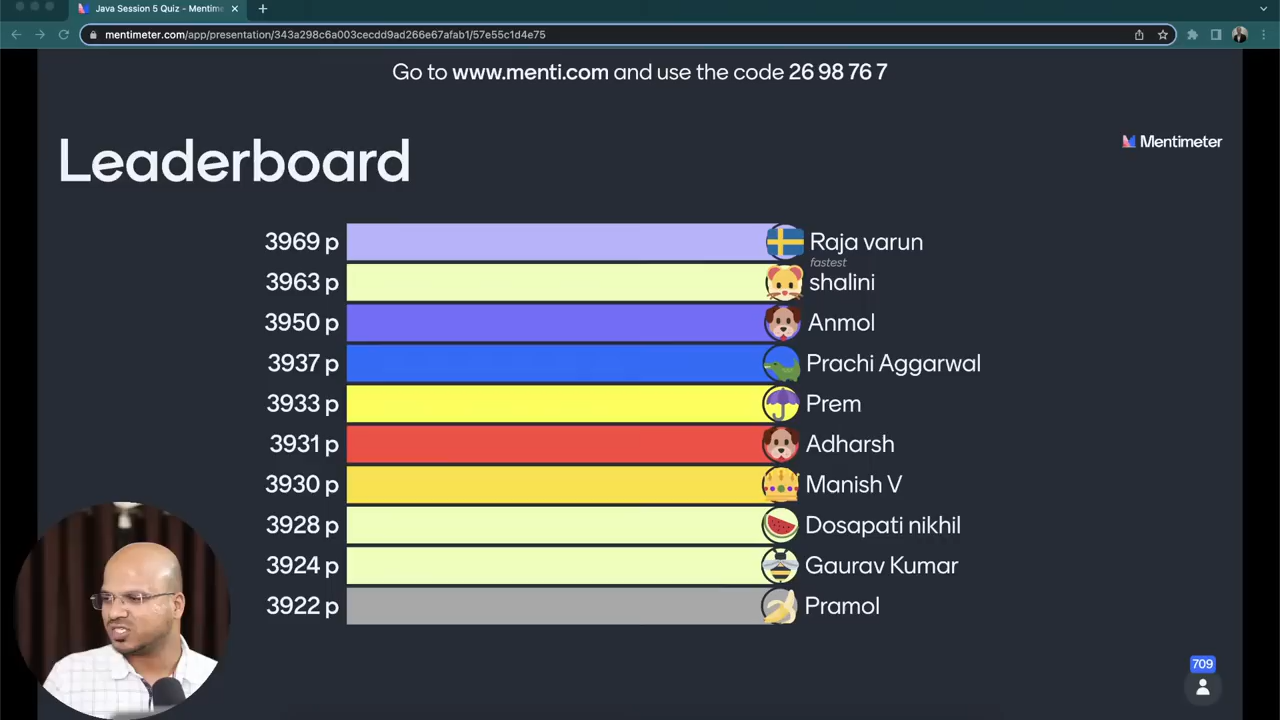 Java Session 5 Quiz - Mentime
mentimeter.com/app/presentation/343a298c6a003cecdd9ad266e67afab1/57e55c1d4e75
Go to www.menti.com and use the code 26 98 76 7
Leaderboard
Mentimeter
3969 p Raja varun
fastest
3963 p shalini
3950 p Anmol
3937 p Prachi Aggarwal
3933 p Prem
3931 p Adharsh
3930 p Manish V
3928 p Dosapati nikhil
3924 p Gaurav Kumar
3922 p Pramol
709